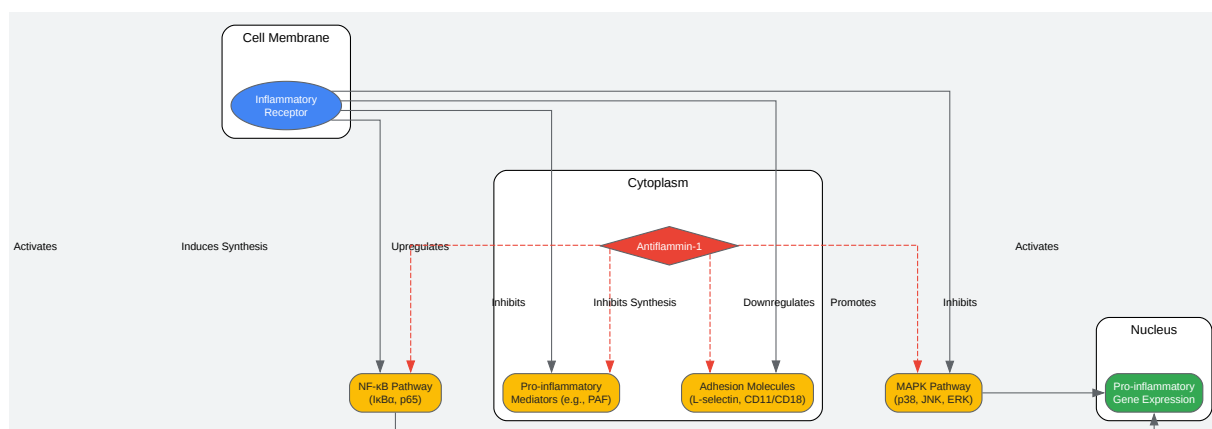 Cell Membrane
Inflammatory
Receptor
Cytoplasm
Activates
Induces Synthesis
Upregulates
Antiflammin-1
Activates
Inhibits
Inhibits Synthesis
Downregulates
Promotes
Inhibits
Nucleus
NF-κB Pathway
(IκBα, p65)
Pro-inflammatory
Mediators (e.g., PAF)
Adhesion Molecules
(L-selectin, CD11/CD18)
MAPK Pathway
(p38, JNK, ERK)
Pro-inflammatory
Gene Expression